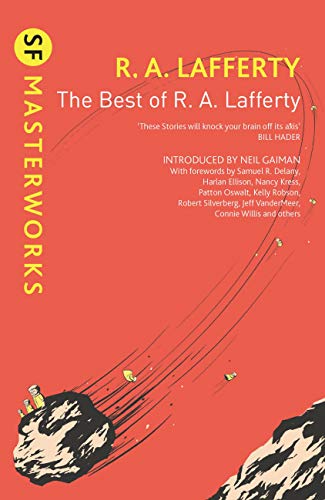 SF MASTERWORKS
R. A. LAFFERTY
The Best of R. A. Lafferty
'These Stories will knock your brain off its axis'
BILL HADER
INTRODUCED BY NEIL GAIMAN
With forewords by Samuel R. Delany,
Harlan Ellison, Nancy Kress,
Patton Oswalt, Kelly Robson,
Robert Silverberg, Jeff VanderMeer,
Connie Willis and others